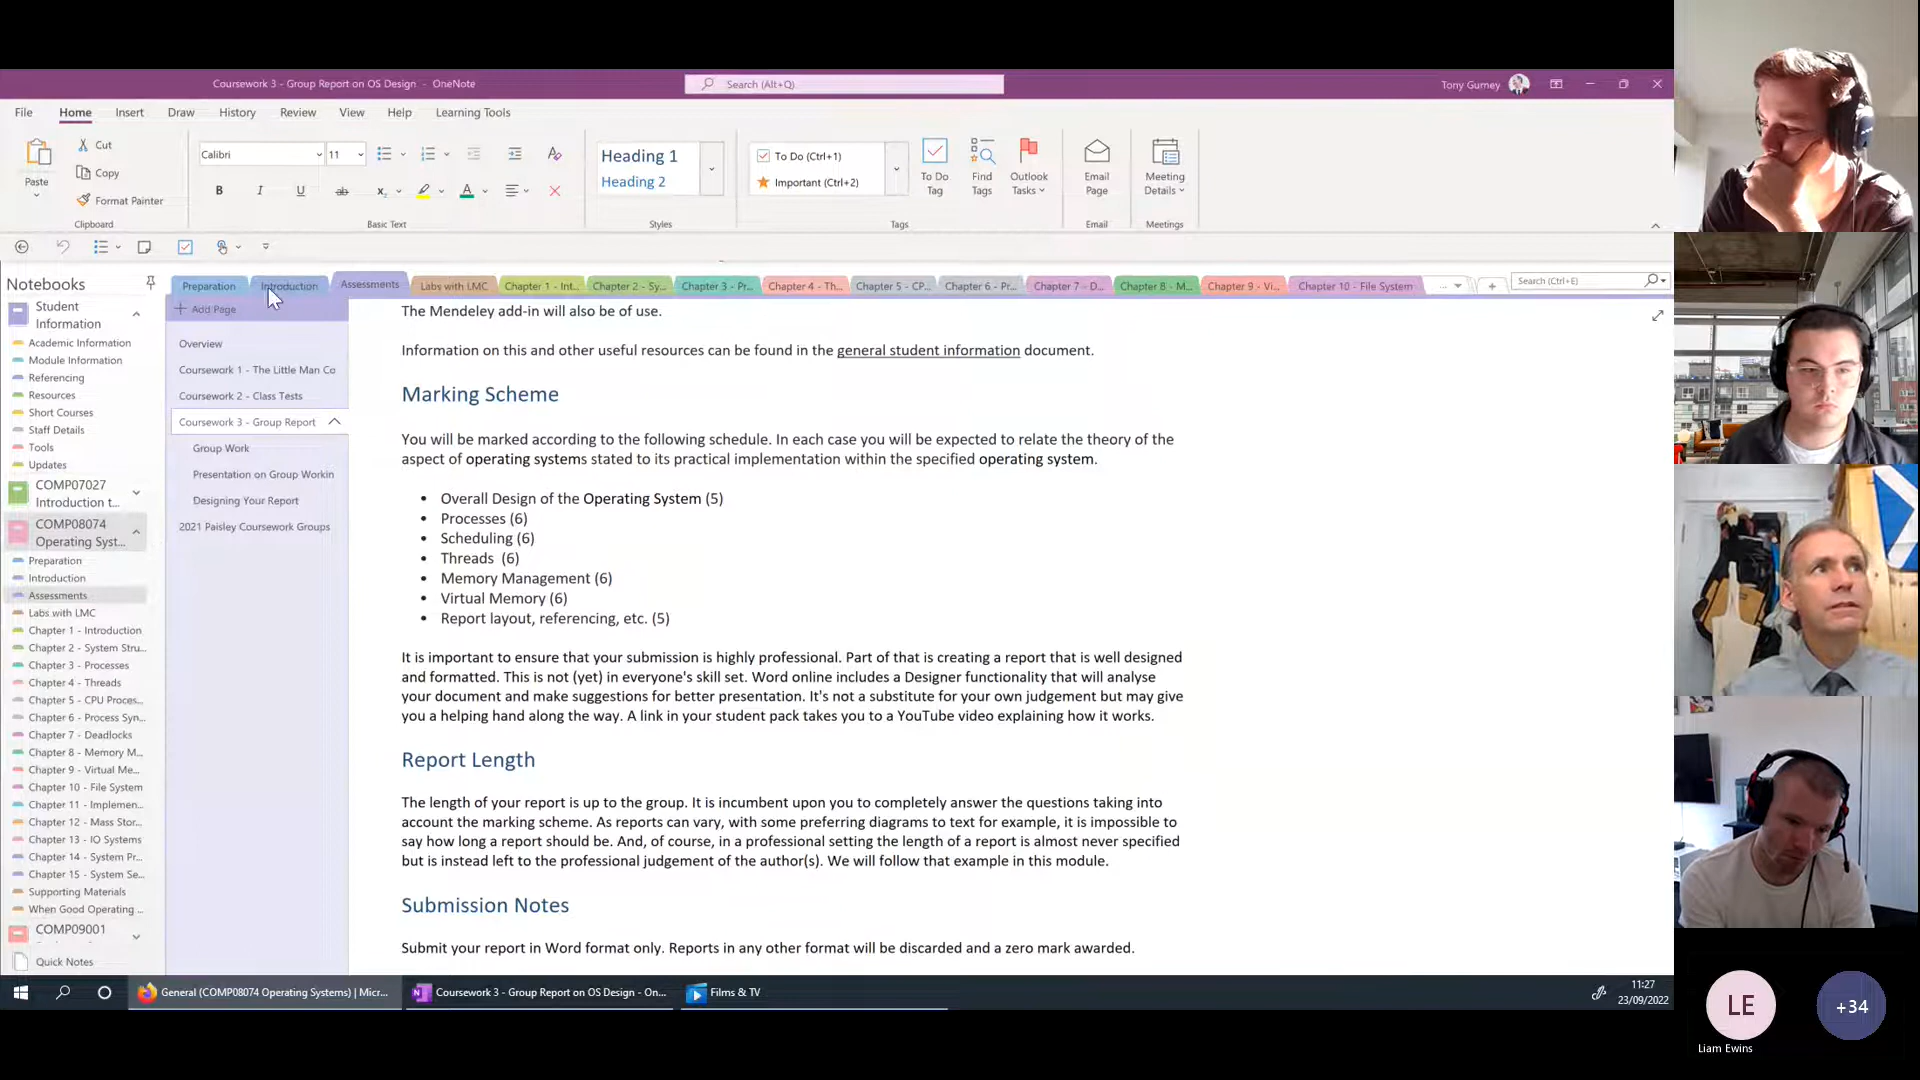 Coursework 3 - Group Report on OS Design - OneNote
Search (Alt+Q)
Tony Gurney
File Home Insert Draw History Review View Help Learning Tools
Paste
Cut
Copy
Format Painter
Clipboard
Calibri 11
B I U ab x
A
Basic Text
Heading 1
Heading 2
Styles
To Do (Ctrl+1)
Important (Ctrl+2)
To Do Tag
Find Tags
Outlook Tasks
Tags
Email Page
Email
Meeting Details
Meetings
Notebooks
Student Information
Academic Information
Module Information
Referencing
Resources
Short Courses
Staff Details
Tools
Updates
COMP07027
Introduction t...
COMP08074
Operating Syst...
Preparation
Introduction
Assessments
Labs with LMC
Chapter 1 - Introduction
Chapter 2 - System Stru...
Chapter 3 - Processes
Chapter 4 - Threads
Chapter 5 - CPU Proces...
Chapter 6 - Process Syn...
Chapter 7 - Deadlocks
Chapter 8 - Memory M...
Chapter 9 - Virtual Me...
Chapter 10 - File System
Chapter 11 - Implemen...
Chapter 12 - Mass Stor...
Chapter 13 - IO Systems
Chapter 14 - System Pr...
Chapter 15 - System Se...
Supporting Materials
When Good Operating ...
COMP09001
Quick Notes
Preparation Introduction Assessments Labs with LMC Chapter 1 - Int... Chapter 2 - Sy... Chapter 3 - Pr... Chapter 4 - Th... Chapter 5 - CP... Chapter 6 - Pr... Chapter 7 - D... Chapter 8 - M... Chapter 9 - Vi... Chapter 10 - File System ...
Search (Ctrl+E)
Add Page
Overview
Coursework 1 - The Little Man Co
Coursework 2 - Class Tests
Coursework 3 - Group Report
Group Work
Presentation on Group Workin
Designing Your Report
2021 Paisley Coursework Groups
The Mendeley add-in will also be of use.
Information on this and other useful resources can be found in the general student information document.
Marking Scheme
You will be marked according to the following schedule. In each case you will be expected to relate the theory of the
aspect of operating systems stated to its practical implementation within the specified operating system.
• Overall Design of the Operating System (5)
• Processes (6)
• Scheduling (6)
• Threads (6)
• Memory Management (6)
• Virtual Memory (6)
• Report layout, referencing, etc. (5)
It is important to ensure that your submission is highly professional. Part of that is creating a report that is well designed
and formatted. This is not (yet) in everyone's skill set. Word online includes a Designer functionality that will analyse
your document and make suggestions for better presentation. It's not a substitute for your own judgement but may give
you a helping hand along the way. A link in your student pack takes you to a YouTube video explaining how it works.
Report Length
The length of your report is up to the group. It is incumbent upon you to completely answer the questions taking into
account the marking scheme. As reports can vary, with some preferring diagrams to text for example, it is impossible to
say how long a report should be. And, of course, in a professional setting the length of a report is almost never specified
but is instead left to the professional judgement of the author(s). We will follow that example in this module.
Submission Notes
Submit your report in Word format only. Reports in any other format will be discarded and a zero mark awarded.
General (COMP08074 Operating Systems) | Micr...
Coursework 3 - Group Report on OS Design - On...
Films & TV
11:27
23/09/2022
LE
Liam Ewins
+34